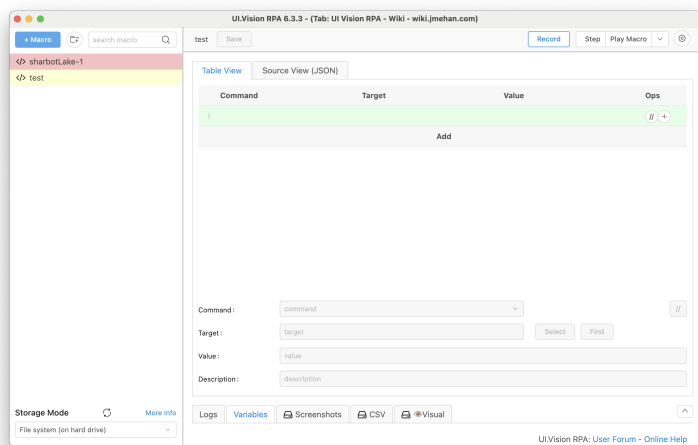 UI.Vision RPA 6.3.3 - (Tab: UI Vision RPA - Wiki - wiki.jmehan.com)
+ Macro
search macro
test
Save
Record
Step
Play Macro
</> sharbotLake-1
</> test
Table View
Source View (JSON)
Command
Target
Value
Ops
//
+
Add
Command:
command
//
Target:
target
Select
Find
Value:
value
Description:
description
Storage Mode
More Info
File system (on hard drive)
Logs
Variables
Screenshots
CSV
Visual
UI.Vision RPA: User Forum - Online Help